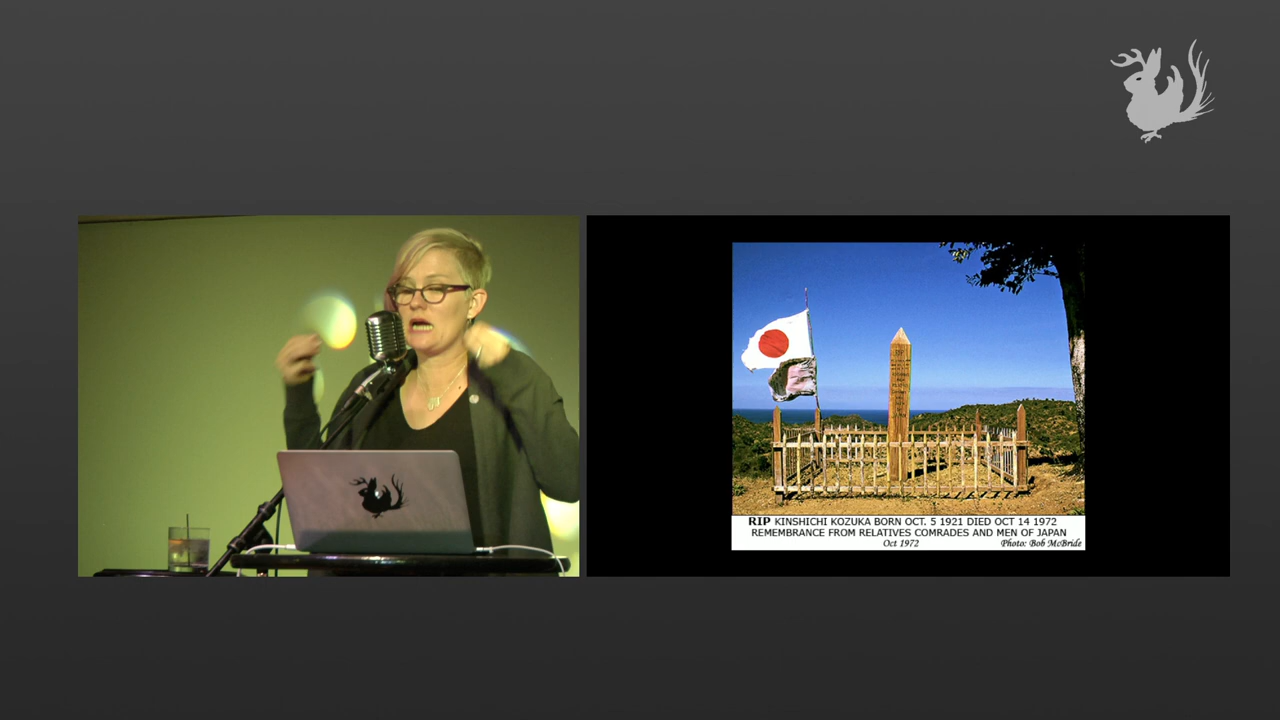 RIP KINSHICHI KOZUKA BORN OCT. 5 1921 DIED OCT 14 1972
REMEMBRANCE FROM RELATIVES COMRADES AND MEN OF JAPAN
Oct 1972 Photo: Bob McBride